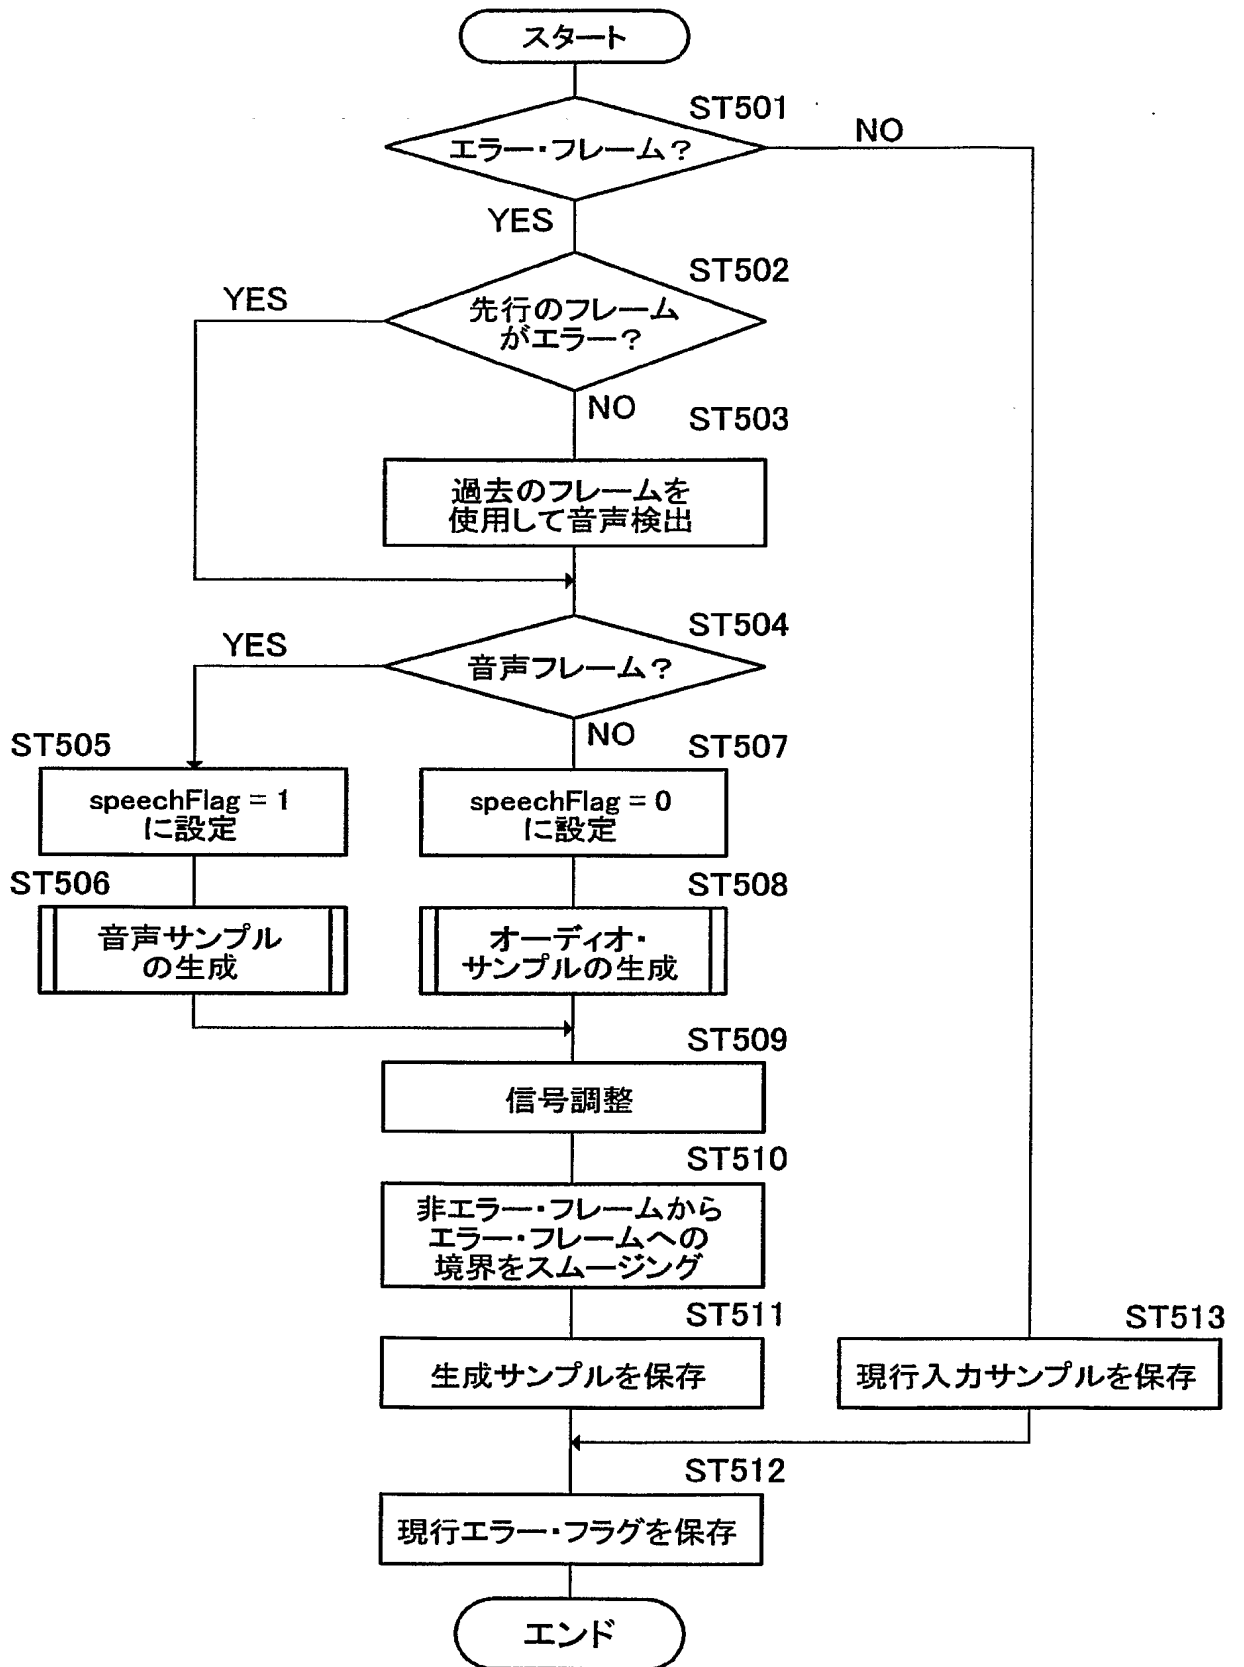 スタート
ST501
エラー・フレーム？
NO
YES
ST502
YES
先行のフレーム
がエラー？
NO
ST503
過去のフレームを
使用して音声検出
ST504
YES
音声フレーム？
NO
ST505
speechFlag = 1
に設定
ST507
speechFlag = 0
に設定
ST506
音声サンプル
の生成
ST508
オーディオ・
サンプルの生成
ST509
信号調整
ST510
非エラー・フレームから
エラー・フレームへの
境界をスムージング
ST511
生成サンプルを保存
ST513
現行入力サンプルを保存
ST512
現行エラー・フラグを保存
エンド